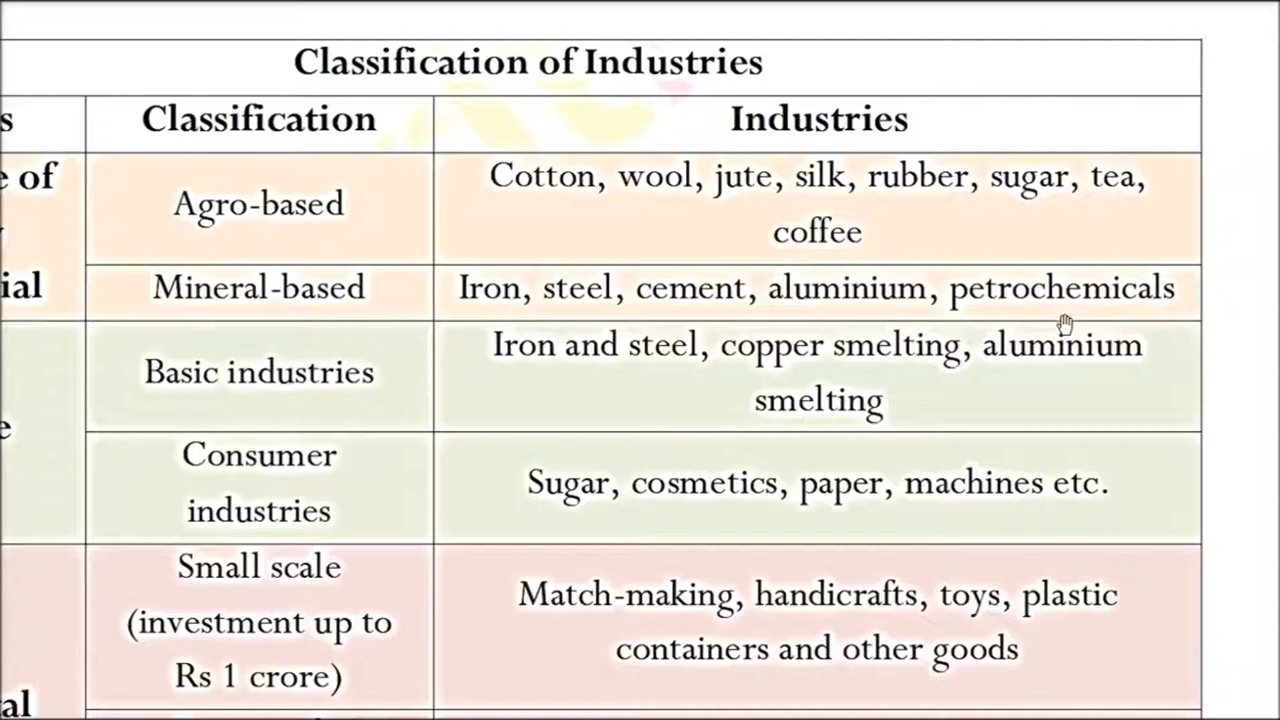 Classification of Industries
s Classification Industries
e of
ial
Agro-based
Cotton, wool, jute, silk, rubber, sugar, tea,
coffee
Mineral-based
Iron, steel, cement, aluminium, petrochemicals
e
Basic industries
Iron and steel, copper smelting, aluminium
smelting
Consumer
industries
Sugar, cosmetics, paper, machines etc.
al
Small scale
(investment up to
Rs 1 crore)
Match-making, handicrafts, toys, plastic
containers and other goods